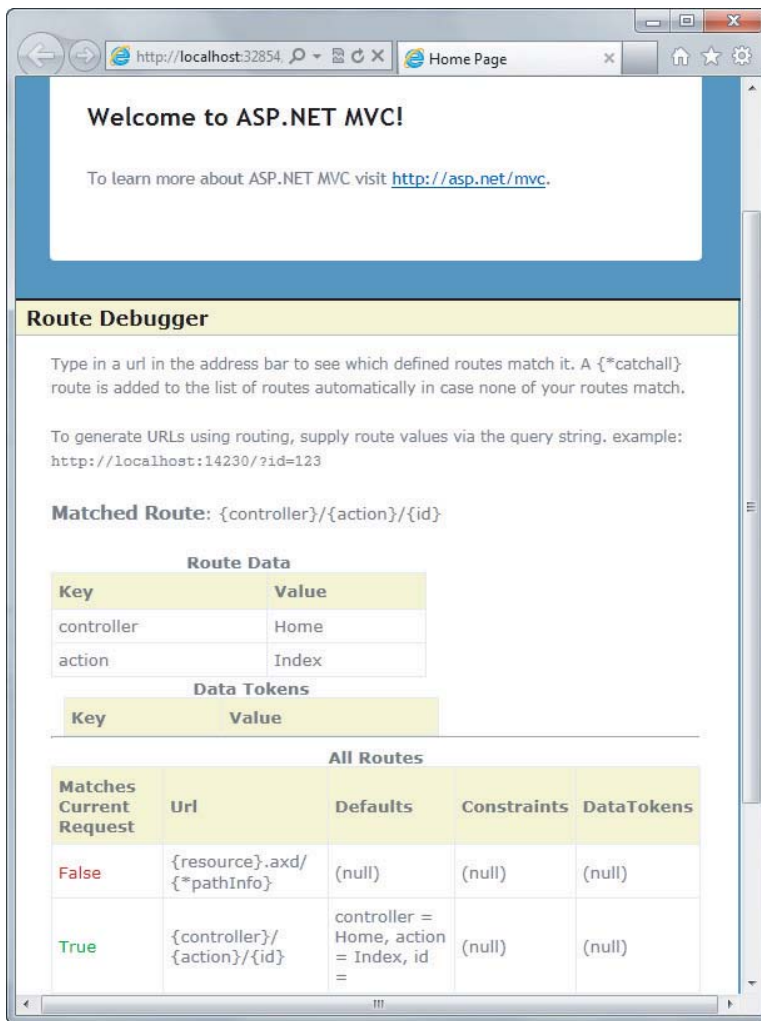 http://localhost:32854
Home Page
Welcome to ASP.NET MVC!
To learn more about ASP.NET MVC visit http://asp.net/mvc.
Route Debugger
Type in a url in the address bar to see which defined routes match it. A {*catchall}
route is added to the list of routes automatically in case none of your routes match.
To generate URLs using routing, supply route values via the query string. example:
http://localhost:14230/?id=123
Matched Route: {controller}/{action}/{id}
Route Data
Key Value
controller Home
action Index
Data Tokens
Key Value
All Routes
Matches
Current
Request
Url
Defaults
Constraints
DataTokens
False
{resource}.axd/
{*pathInfo}
(null)
(null)
(null)
True
{controller}/
{action}/{id}
controller =
Home, action
= Index, id
=
(null)
(null)